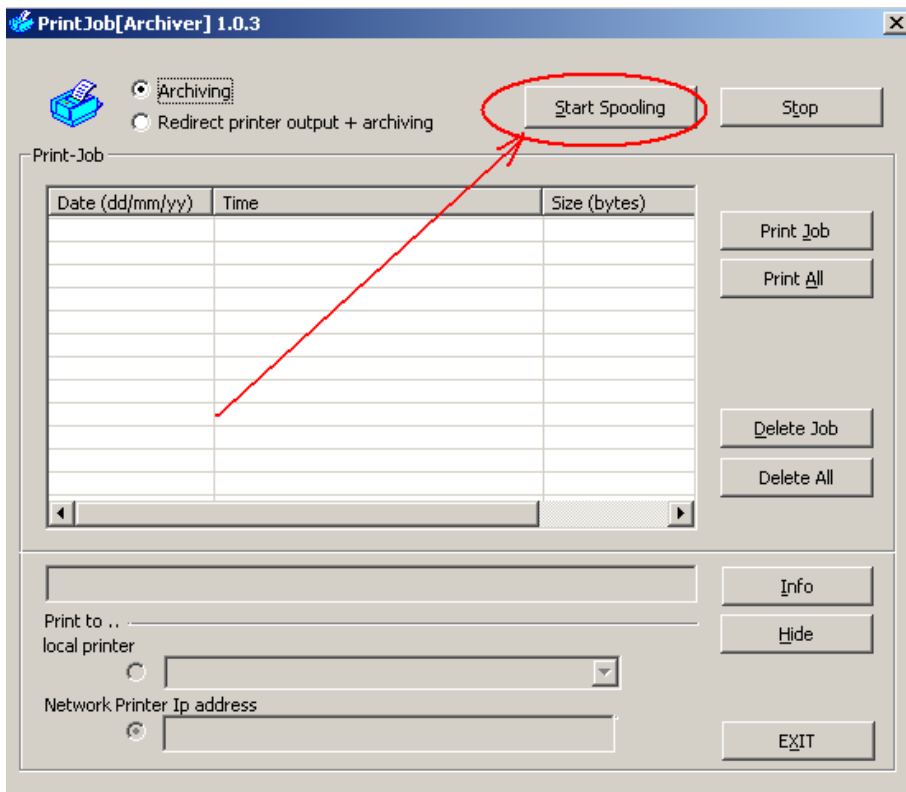 PrintJob[Archiver] 1.0.3
Archiving
Redirect printer output + archiving
Start Spooling
Stop
Print-Job
Date (dd/mm/yy) Time Size (bytes)
Print Job
Print All
Delete Job
Delete All
Info
Print to ..
Hide
local printer
Network Printer Ip address
EXIT